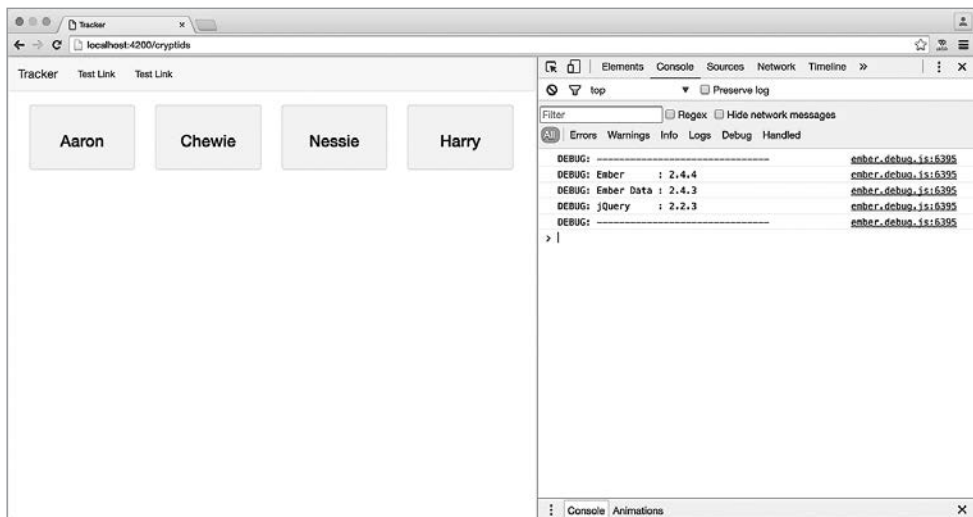 Tracker
localhost:4200/cryptids
Tracker Test Link Test Link
Aaron
Chewie
Nessie
Harry
Elements Console Sources Network Timeline »
top Preserve log
Filter Regex Hide network messages
All Errors Warnings Info Logs Debug Handled
DEBUG: ------------------------------- ember.debug.js:6395
DEBUG: Ember : 2.4.4 ember.debug.js:6395
DEBUG: Ember Data : 2.4.3 ember.debug.js:6395
DEBUG: jQuery : 2.2.3 ember.debug.js:6395
DEBUG: ------------------------------- ember.debug.js:6395
>
Console Animations